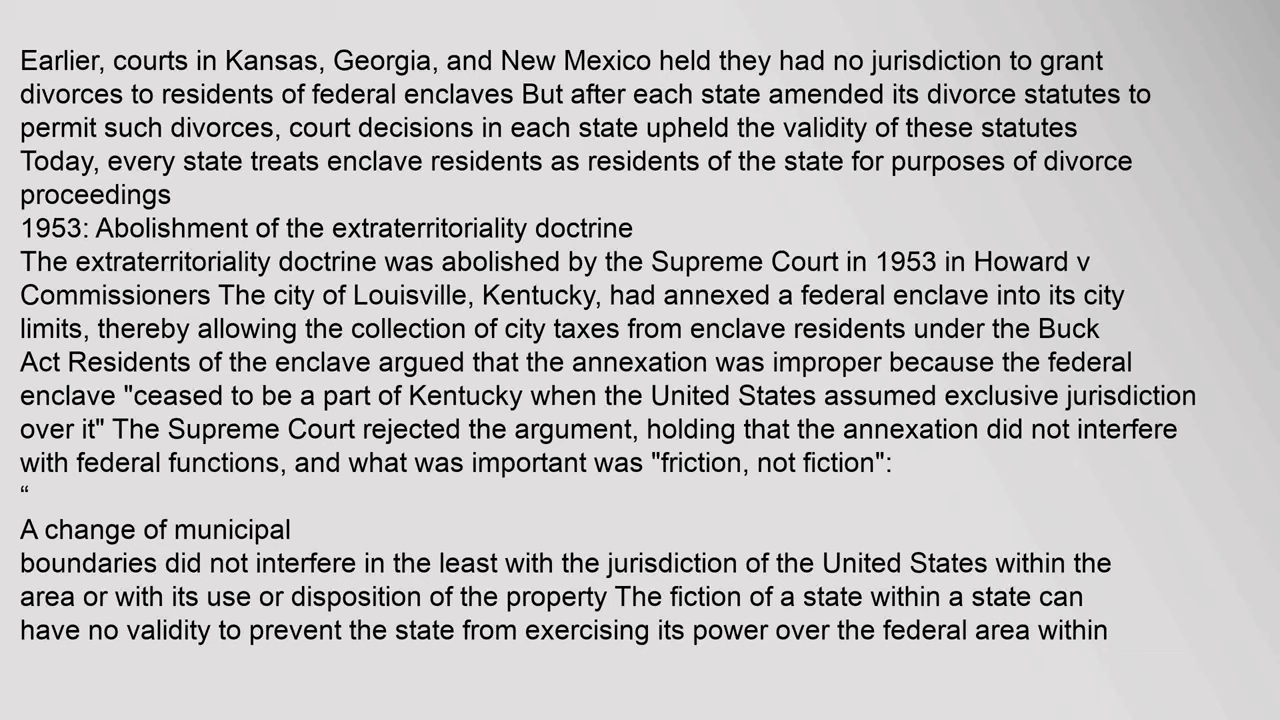 Earlier, courts in Kansas, Georgia, and New Mexico held they had no jurisdiction to grant
divorces to residents of federal enclaves But after each state amended its divorce statutes to
permit such divorces, court decisions in each state upheld the validity of these statutes
Today, every state treats enclave residents as residents of the state for purposes of divorce
proceedings
1953: Abolishment of the extraterritoriality doctrine
The extraterritoriality doctrine was abolished by the Supreme Court in 1953 in Howard v
Commissioners The city of Louisville, Kentucky, had annexed a federal enclave into its city
limits, thereby allowing the collection of city taxes from enclave residents under the Buck
Act Residents of the enclave argued that the annexation was improper because the federal
enclave "ceased to be a part of Kentucky when the United States assumed exclusive jurisdiction
over it" The Supreme Court rejected the argument, holding that the annexation did not interfere
with federal functions, and what was important was "friction, not fiction":
“
A change of municipal
boundaries did not interfere in the least with the jurisdiction of the United States within the
area or with its use or disposition of the property The fiction of a state within a state can
have no validity to prevent the state from exercising its power over the federal area within